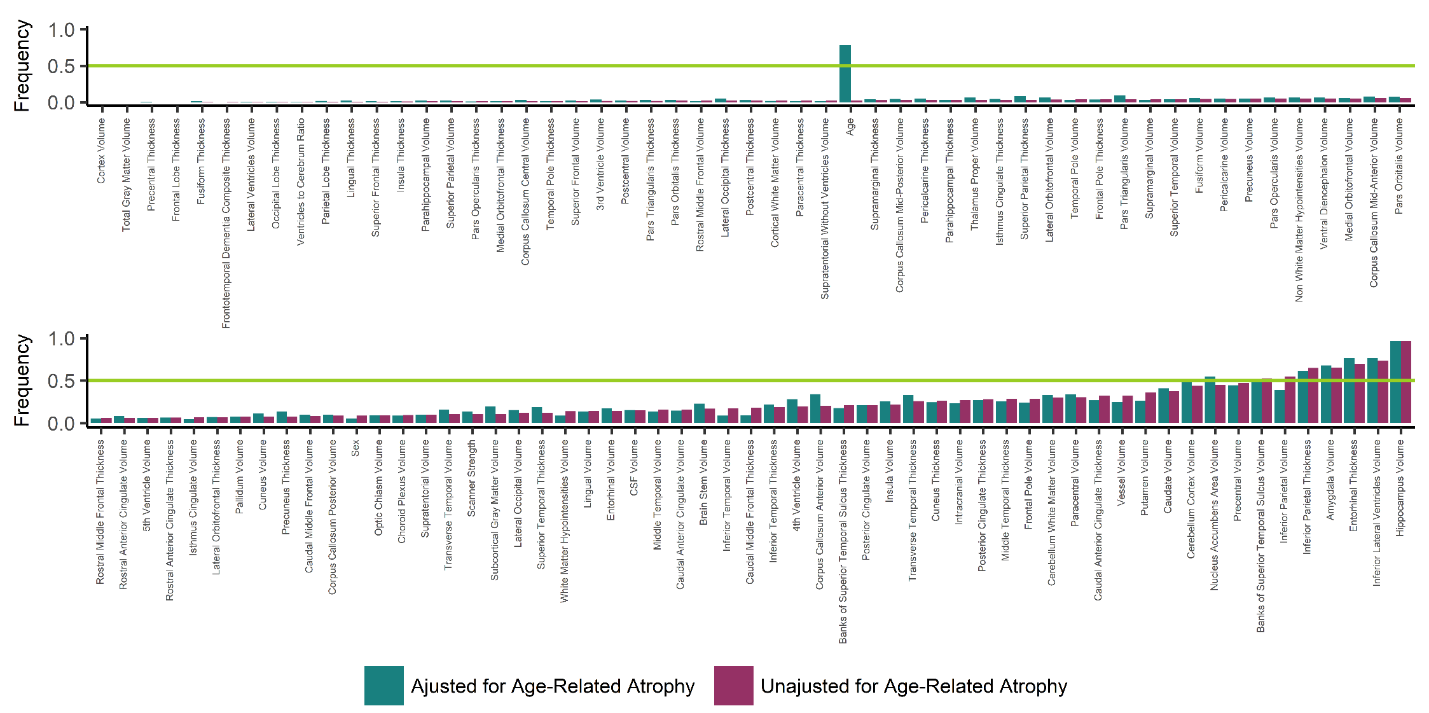 Frequency
1.0
0.5
0.0
Cortex Volume
Total Gray Matter Volume
Precentral Thickness
Frontal Lobe Thickness
Fusiform Thickness
Frontotemporal Dementia Composite Thickness
Lateral Ventricles Volume
Occipital Lobe Thickness
Ventricles to Cerebrum Ratio
Parietal Lobe Thickness
Lingual Thickness
Superior Frontal Thickness
Insula Thickness
Parahippocampal Volume
Superior Parietal Volume
Pars Opercularis Thickness
Medial Orbitofrontal Thickness
Corpus Callosum Central Volume
Temporal Pole Thickness
Superior Frontal Volume
3rd Ventricle Volume
Postcentral Volume
Pars Triangularis Thickness
Pars Orbitalis Thickness
Rostral Middle Frontal Volume
Lateral Occipital Thickness
Postcentral Thickness
Cortical White Matter Volume
Paracentral Thickness
Supratentorial Without Ventricles Volume
Age
Supramarginal Thickness
Corpus Callosum Mid-Posterior Volume
Pericalcarine Thickness
Parahippocampal Thickness
Thalamus Proper Volume
Isthmus Cingulate Thickness
Superior Parietal Thickness
Lateral Orbitofrontal Volume
Temporal Pole Volume
Frontal Pole Thickness
Pars Triangularis Volume
Supramarginal Volume
Superior Temporal Volume
Fusiform Volume
Pericalcarine Volume
Precuneus Volume
Pars Opercularis Volume
Non White Matter Hypointensities Volume
Ventral Diencephalon Volume
Medial Orbitofrontal Volume
Corpus Callosum Mid-Anterior Volume
Pars Orbitalis Volume
Frequency
1.0
0.5
0.0
Rostral Middle Frontal Thickness
Rostral Anterior Cingulate Volume
5th Ventricle Volume
Rostral Anterior Cingulate Thickness
Isthmus Cingulate Volume
Lateral Orbitofrontal Thickness
Pallidum Volume
Cuneus Volume
Precuneus Thickness
Caudal Middle Frontal Volume
Corpus Callosum Posterior Volume
Sex
Optic Chiasm Volume
Choroid Plexus Volume
Supratentorial Volume
Transverse Temporal Volume
Scanner Strength
Subcortical Gray Matter Volume
Lateral Occipital Volume
Superior Temporal Thickness
White Matter Hypointensities Volume
Lingual Volume
Entorhinal Volume
CSF Volume
Middle Temporal Volume
Caudal Anterior Cingulate Volume
Brain Stem Volume
Inferior Temporal Volume
Caudal Middle Frontal Thickness
Inferior Temporal Thickness
4th Ventricle Volume
Corpus Callosum Anterior Volume
Banks of Superior Temporal Sulcus Thickness
Posterior Cingulate Volume
Insula Volume
Transverse Temporal Thickness
Cuneus Thickness
Intracranial Volume
Posterior Cingulate Thickness
Middle Temporal Thickness
Frontal Pole Volume
Cerebellum White Matter Volume
Paracentral Volume
Caudal Anterior Cingulate Thickness
Vessel Volume
Putamen Volume
Caudate Volume
Cerebellum Cortex Volume
Nucleus Accumbens Area Volume
Precentral Volume
Banks of Superior Temporal Sulcus Volume
Inferior Parietal Volume
Inferior Parietal Thickness
Amygdala Volume
Entorhinal Thickness
Inferior Lateral Ventricles Volume
Hippocampus Volume
Ajusted for Age-Related Atrophy
Unajusted for Age-Related Atrophy